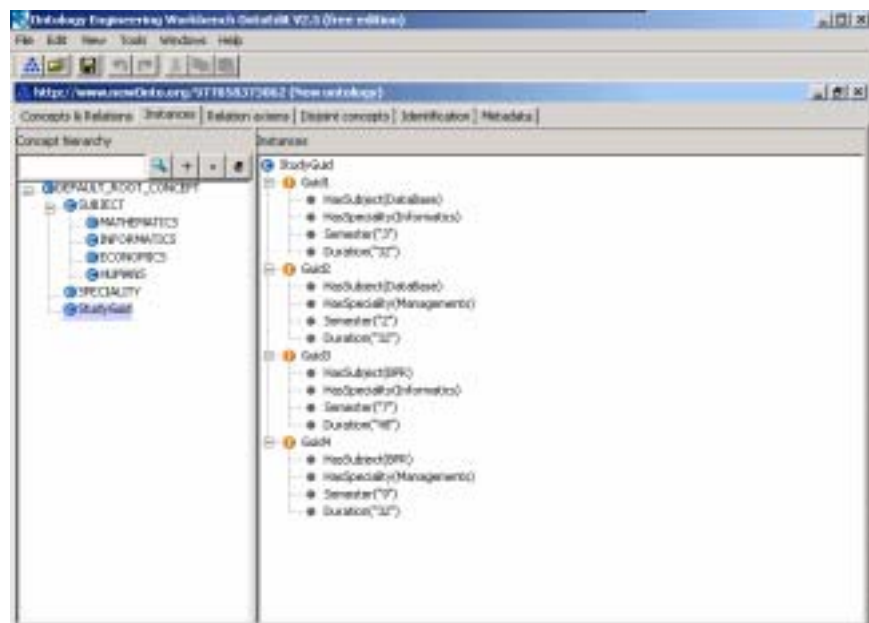 Ontology Engineering Workbench OntoEdit V2.5 (free edition)
File Edit View Tools Windows Help
http://www.newOnto.org/ (New ontology)
Concepts & Relations Instances Relation axioms Disjoint concepts Identification Metadata
Concept hierarchy
DEFAULT_ROOT_CONCEPT
SUBJECT
MATHEMATICS
INFORMATICS
ECONOMICS
HUMANS
SPECIALITY
StudyGuid
Instances
StudyGuid
Guid1
HasSubject(DataBase)
HasSpeciality(Informatics)
Semester("3")
Duration("32")
Guid2
HasSubject(DataBase)
HasSpeciality(Managements)
Semester("2")
Duration("32")
Guid3
HasSubject(BPR)
HasSpeciality(Informatics)
Semester("7")
Duration("48")
Guid4
HasSubject(BPR)
HasSpeciality(Managements)
Semester("9")
Duration("32")